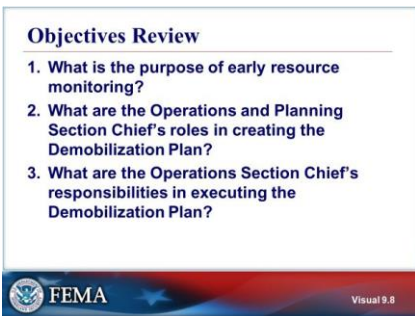 Objectives Review
1. What is the purpose of early resource
monitoring?
2. What are the Operations and Planning
Section Chief's roles in creating the
Demobilization Plan?
3. What are the Operations Section Chief's
responsibilities in executing the
Demobilization Plan?
FEMA
Visual 9.8